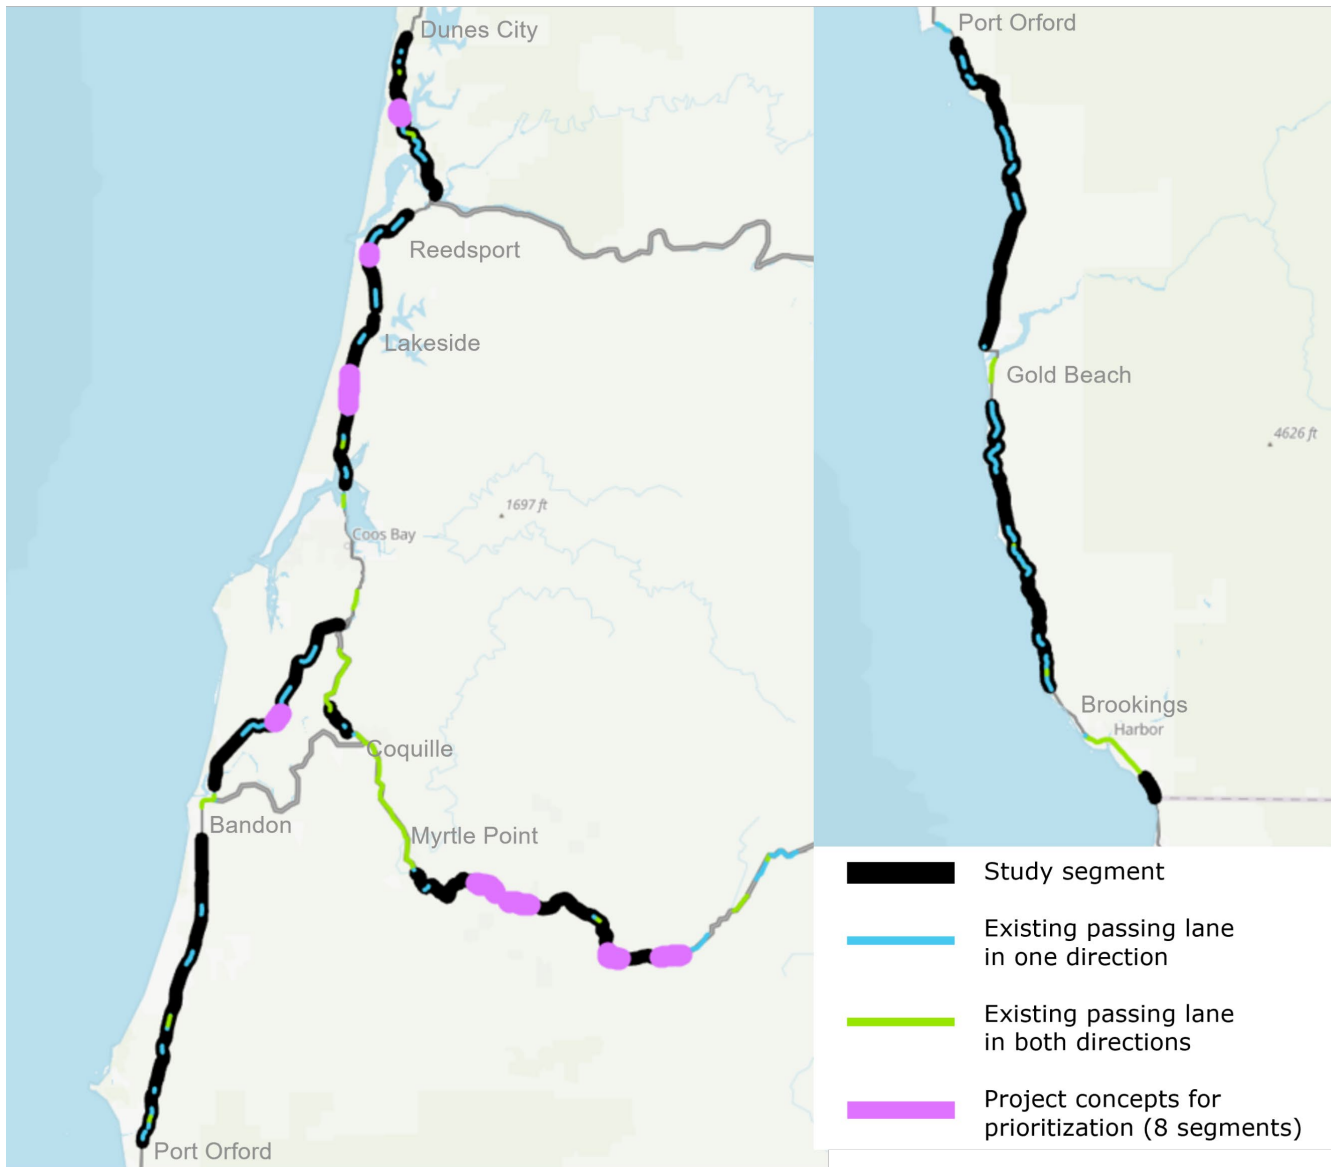 Dunes City
Reedsport
Lakeside
1697 ft
Coos Bay
Coquille
Bandon
Myrtle Point
Port Orford
Port Orford
Gold Beach
4626 ft
Brookings
Harbor
Study segment
Existing passing lane
in one direction
Existing passing lane
in both directions
Project concepts for
prioritization (8 segments)